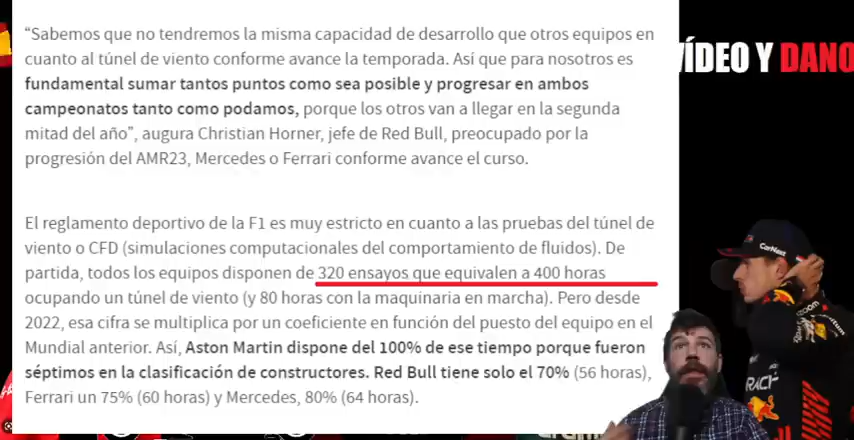 “Sabemos que no tendremos la misma capacidad de desarrollo que otros equipos en
cuanto al túnel de viento conforme avance la temporada. Así que para nosotros es
fundamental sumar tantos puntos como sea posible y progresar en ambos
campeonatos tanto como podamos, porque los otros van a llegar en la segunda
mitad del año”, augura Christian Horner, jefe de Red Bull, preocupado por la
progresión del AMR23, Mercedes o Ferrari conforme avance el curso.
El reglamento deportivo de la F1 es muy estricto en cuanto a las pruebas del túnel de
viento o CFD (simulaciones computacionales del comportamiento de fluidos). De
partida, todos los equipos disponen de 320 ensayos que equivalen a 400 horas
ocupando un túnel de viento (y 80 horas con la maquinaria en marcha). Pero desde
2022, esa cifra se multiplica por un coeficiente en función del puesto del equipo en el
Mundial anterior. Así, Aston Martin dispone del 100% de ese tiempo porque fueron
séptimos en la clasificación de constructores. Red Bull tiene solo el 70% (56 horas),
Ferrari un 75% (60 horas) y Mercedes, 80% (64 horas).
VÍDEO Y DANO
CarNext
zoom
Red Bull